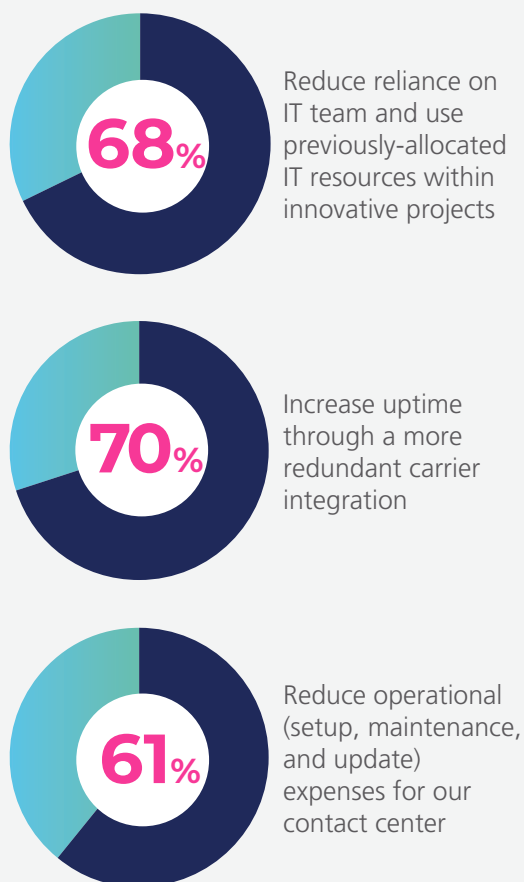 68%
Reduce reliance on
IT team and use
previously-allocated
IT resources within
innovative projects
70%
Increase uptime
through a more
redundant carrier
integration
61%
Reduce operational
(setup, maintenance,
and update)
expenses for our
contact center